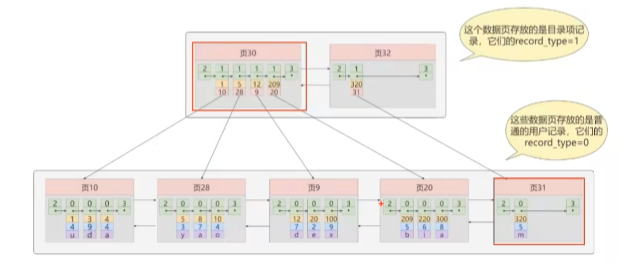 这个数据页存放的是目录项记录，它们的record_type=1
页30
页32
2 1 1 1 1 3
2 1 3
1 5 12 209
320
10 28 9 20
31
这些数据页存放的是普通的用户记录，它们的record_type=0
页10
页28
页9
页20
页31
2 0 0 0 3
2 0 0 0 3
2 0 0 0 3
2 0 0 0 3
2 0 3
1 3 4
5 8 10
12 20 100
209 220 300
320
4 9 4
3 7 4
7 2 9
5 6 8
5
u d a
y a o
d e x
b i a
m